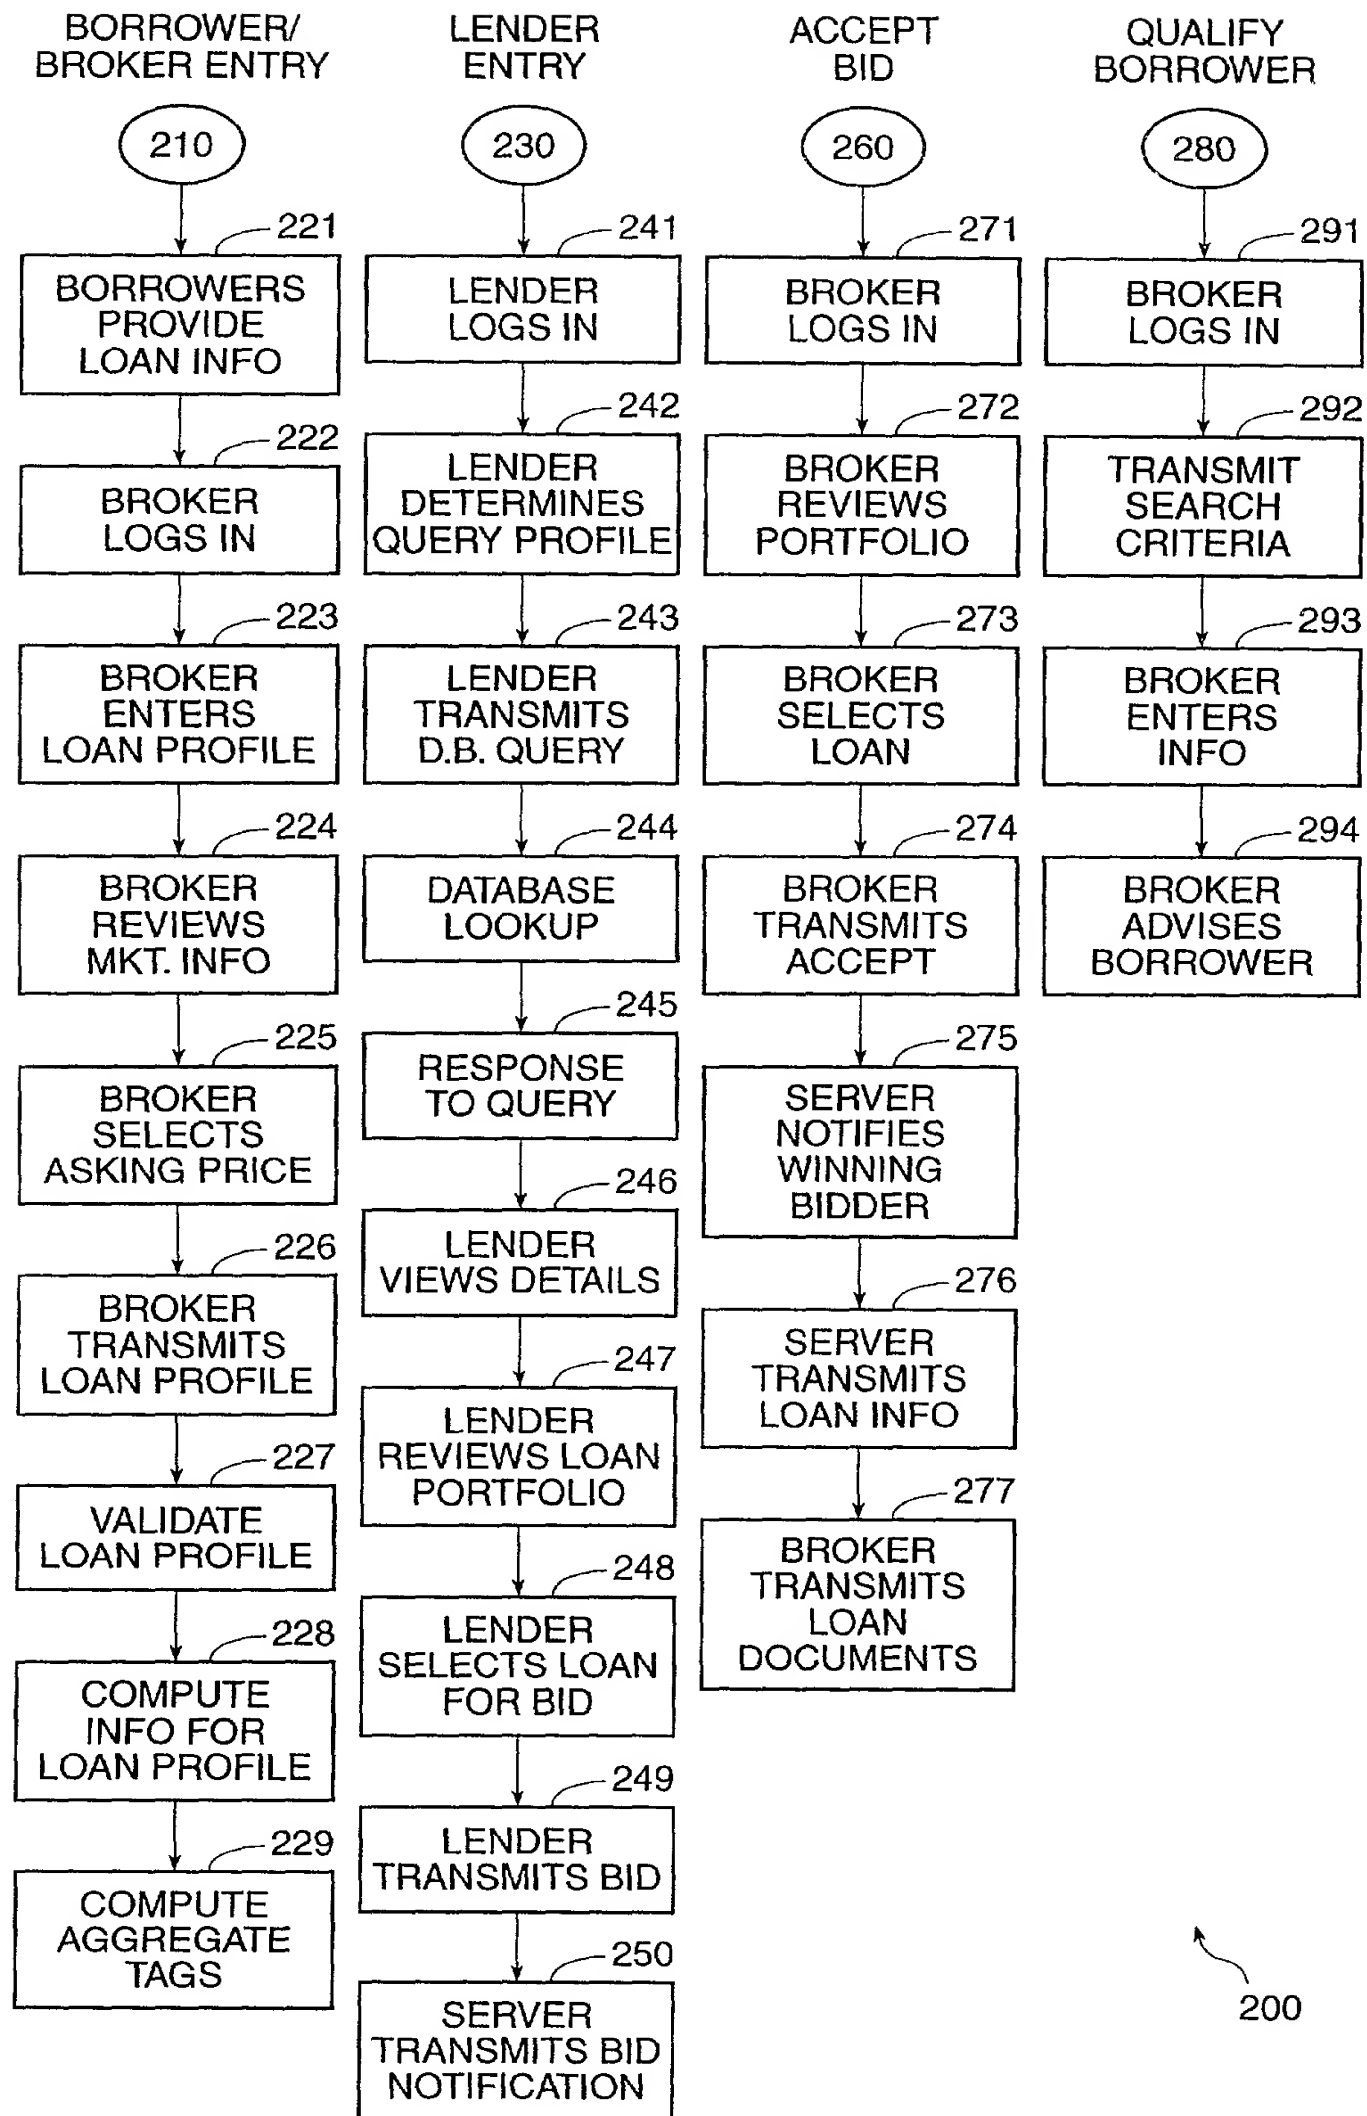 BORROWER/
BROKER ENTRY
210
221
BORROWERS
PROVIDE
LOAN INFO
222
BROKER
LOGS IN
223
BROKER
ENTERS
LOAN PROFILE
224
BROKER
REVIEWS
MKT. INFO
225
BROKER
SELECTS
ASKING PRICE
226
BROKER
TRANSMITS
LOAN PROFILE
227
VALIDATE
LOAN PROFILE
228
COMPUTE
INFO FOR
LOAN PROFILE
229
COMPUTE
AGGREGATE
TAGS
LENDER
ENTRY
230
241
LENDER
LOGS IN
242
LENDER
DETERMINES
QUERY PROFILE
243
LENDER
TRANSMITS
D.B. QUERY
244
DATABASE
LOOKUP
245
RESPONSE
TO QUERY
246
LENDER
VIEWS DETAILS
247
LENDER
REVIEWS LOAN
PORTFOLIO
248
LENDER
SELECTS LOAN
FOR BID
249
LENDER
TRANSMITS BID
250
SERVER
TRANSMITS BID
NOTIFICATION
ACCEPT
BID
260
271
BROKER
LOGS IN
272
BROKER
REVIEWS
PORTFOLIO
273
BROKER
SELECTS
LOAN
274
BROKER
TRANSMITS
ACCEPT
275
SERVER
NOTIFIES
WINNING
BIDDER
276
SERVER
TRANSMITS
LOAN INFO
277
BROKER
TRANSMITS
LOAN
DOCUMENTS
QUALIFY
BORROWER
280
291
BROKER
LOGS IN
292
TRANSMIT
SEARCH
CRITERIA
293
BROKER
ENTERS
INFO
294
BROKER
ADVISES
BORROWER
200